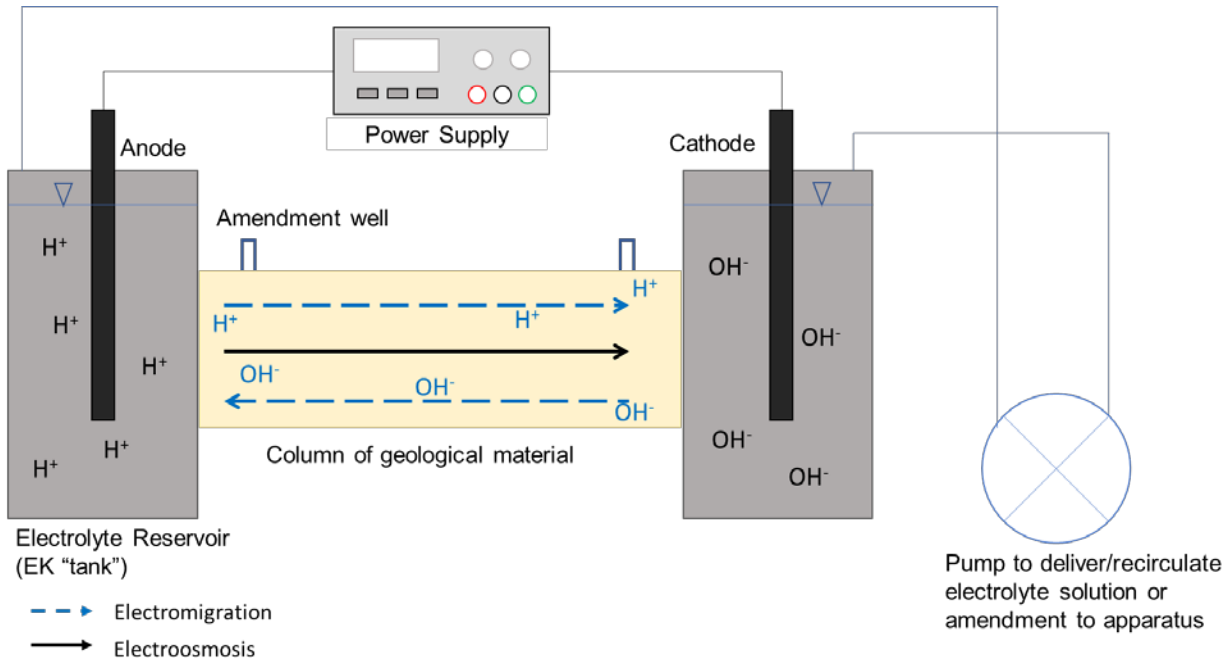 Power Supply
Anode
Cathode
Amendment well
H⁺
H⁺
H⁺
H⁺
H⁺
H⁺
H⁺
H⁺
OH⁻
OH⁻
OH⁻
OH⁻
OH⁻
OH⁻
OH⁻
Column of geological material
Electrolyte Reservoir
(EK “tank”)
Pump to deliver/recirculate
electrolyte solution or
amendment to apparatus
Electromigration
Electroosmosis